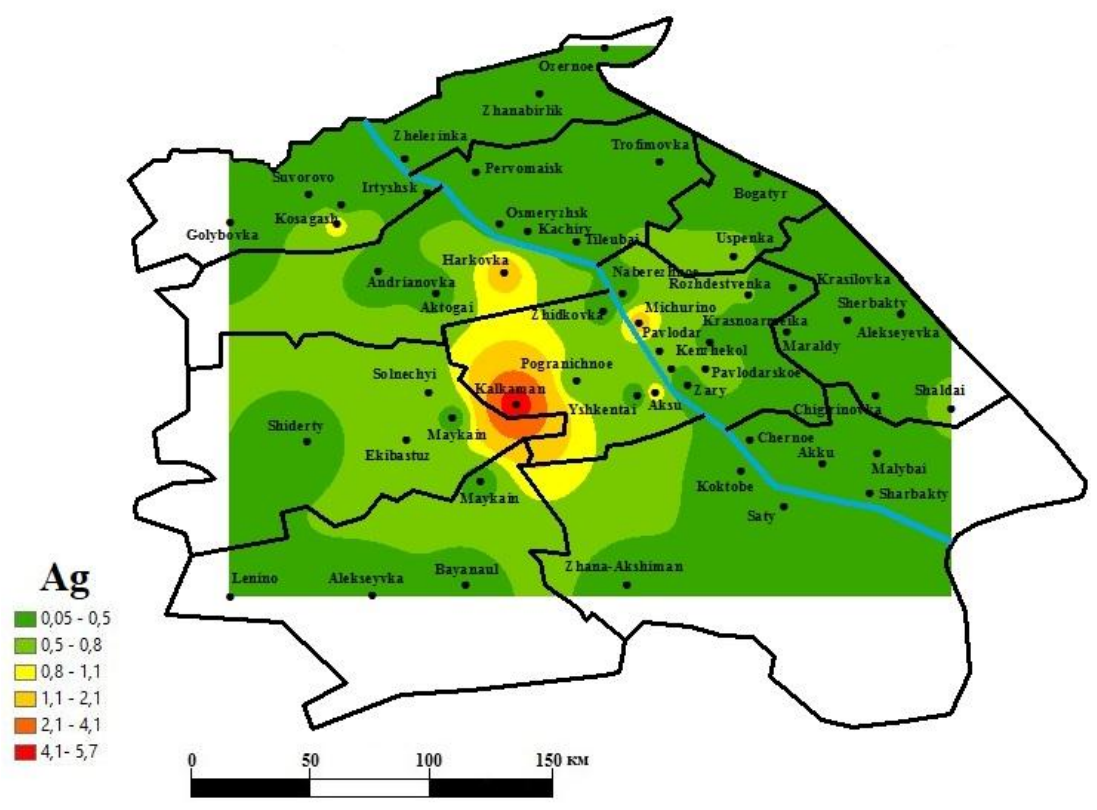 Ozernoe
Zhanabirlik
Zhelezinka
Trofimovka
Pervomaisk
Suvorovo
Irtyshsk
Bogatyr
Kosagash
Osmeryzhsk
Golybovka
Kachiry
Tileubai
Uspenka
Harkovka
Naberezhnoe
Andrianovka
Rozhdestvenka
Krasilovka
Aktogai
Zhidkovka
Michurino
Sherbakty
Pavlodar
Krasnoarmeika
Alekseyevka
Maraldy
Kenzhekol
Pogranichnoe
Solnechyi
Pavlodarskoe
Kalkaman
Zary
Shaldai
Yshkentai
Aksu
Chigirinovka
Shiderty
Maykain
Chernoe
Ekibastuz
Akku
Malybai
Maykain
Koktobe
Sharbakty
Saty
Ag
Lenino
Alekseyvka
Bayanaul
Zhana-Akshiman
0,05 - 0,5
0,5 - 0,8
0,8 - 1,1
1,1 - 2,1
2,1 - 4,1
4,1- 5,7
0 50 100 150 км